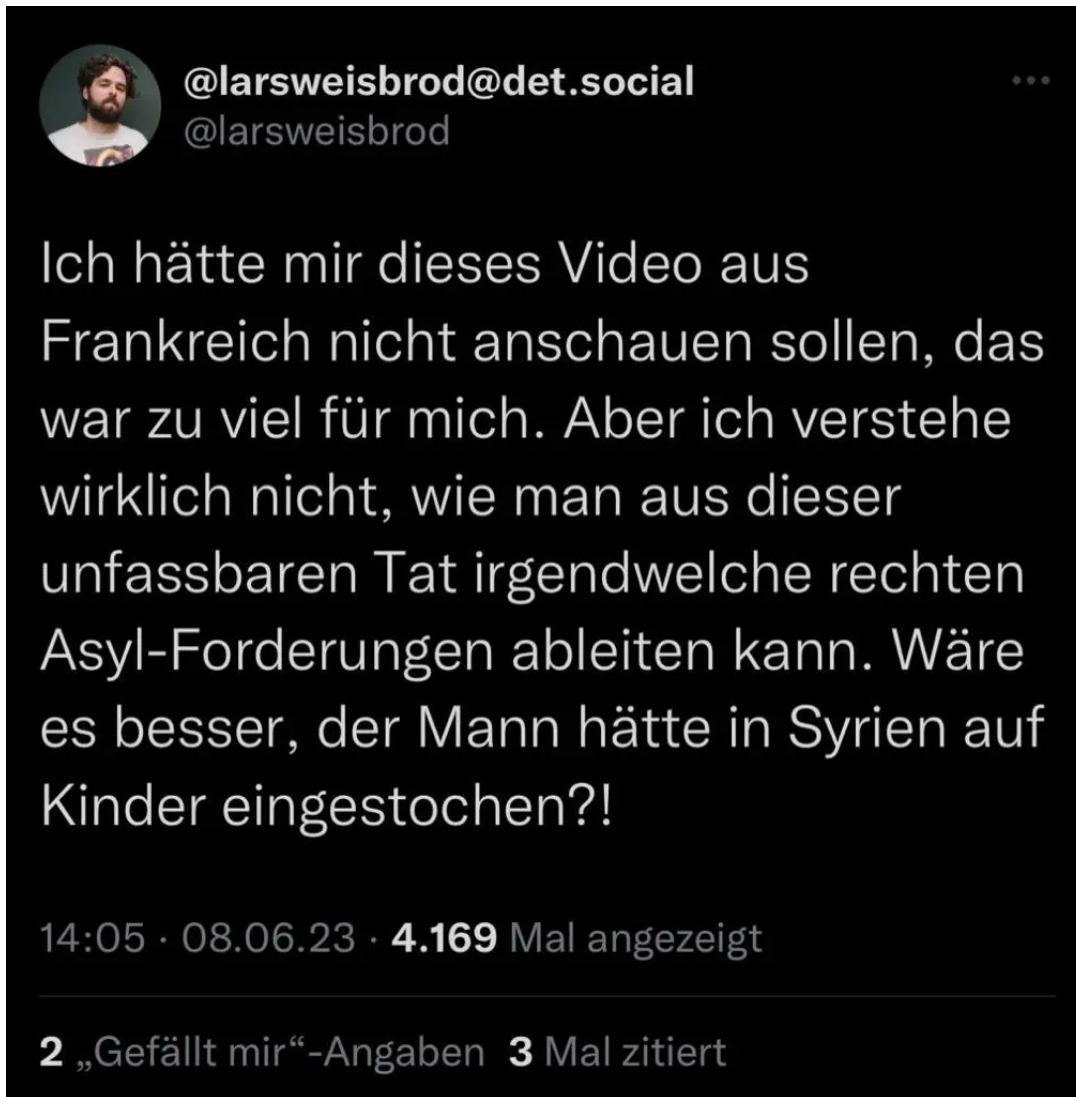 @larsweisbrod@det.social
@larsweisbrod
Ich hätte mir dieses Video aus
Frankreich nicht anschauen sollen, das
war zu viel für mich. Aber ich verstehe
wirklich nicht, wie man aus dieser
unfassbaren Tat irgendwelche rechten
Asyl-Forderungen ableiten kann. Wäre
es besser, der Mann hätte in Syrien auf
Kinder eingestochen?!
14:05 · 08.06.23 · 4.169 Mal angezeigt
2 „Gefällt mir“-Angaben 3 Mal zitiert